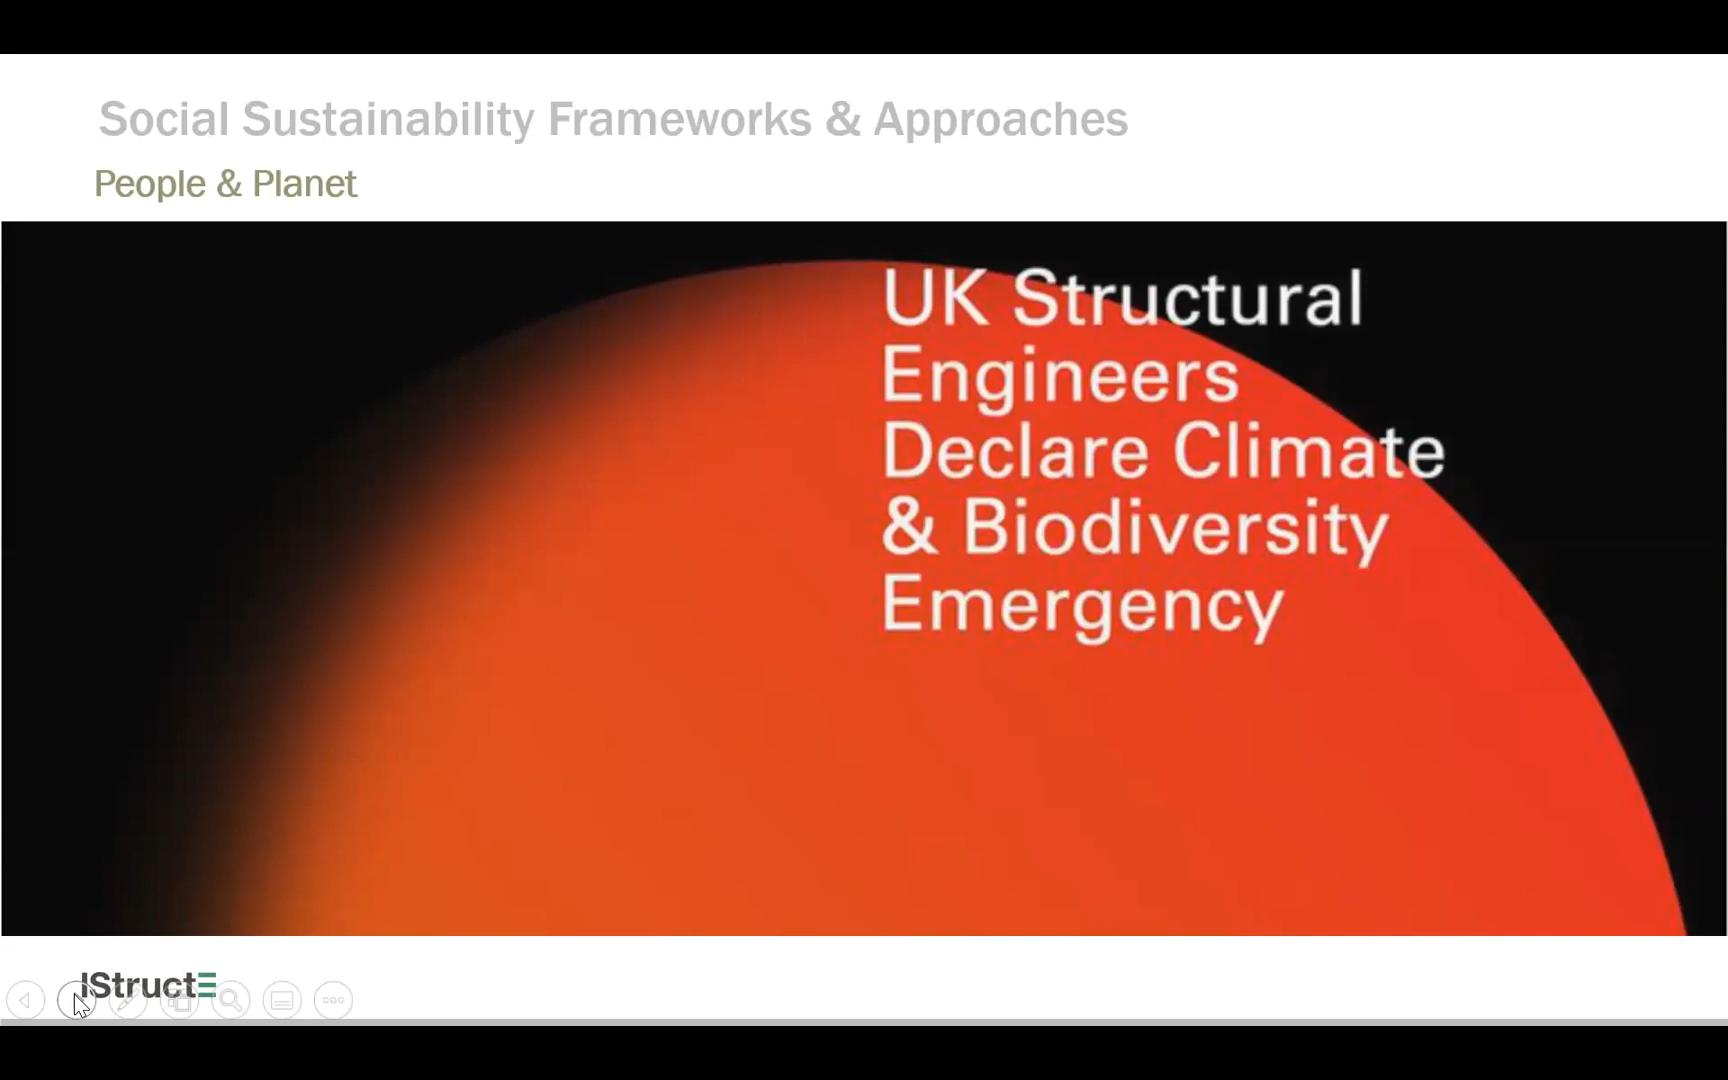 Social Sustainability Frameworks & Approaches
People & Planet
UK Structural
Engineers
Declare Climate
& Biodiversity
Emergency
IStructE